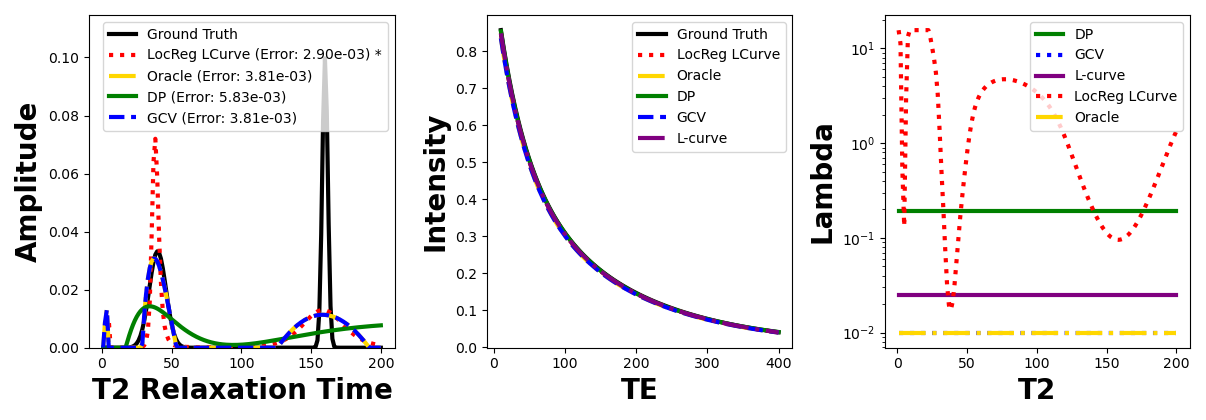 Amplitude
0.10
0.08
0.06
0.04
0.02
0.00
Ground Truth
LocReg LCurve (Error: 2.90e-03) *
Oracle (Error: 3.81e-03)
DP (Error: 5.83e-03)
GCV (Error: 3.81e-03)
0 50 100 150 200
T2 Relaxation Time
Intensity
0.8
0.7
0.6
0.5
0.4
0.3
0.2
0.1
0.0
Ground Truth
LocReg LCurve
Oracle
DP
GCV
L-curve
0 100 200 300 400
TE
Lambda
10¹
10⁰
10⁻¹
10⁻²
DP
GCV
L-curve
LocReg LCurve
Oracle
0 50 100 150 200
T2